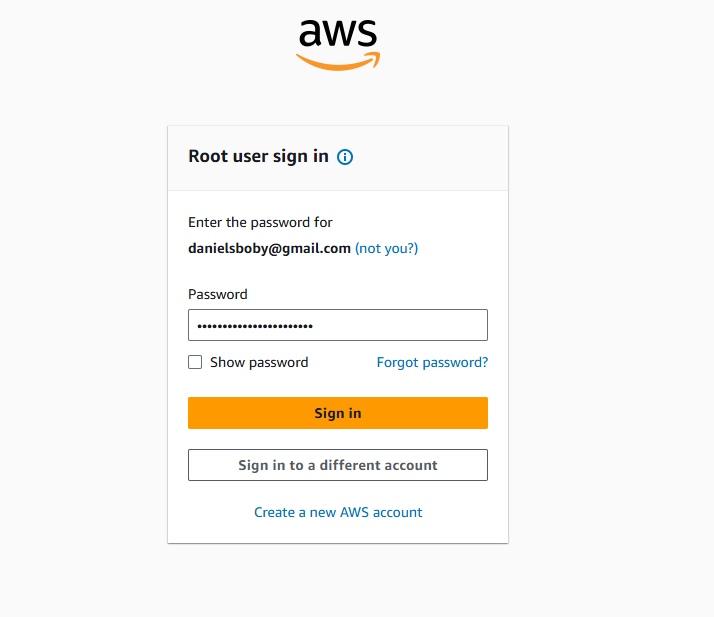 aws
Root user sign in
Enter the password for
danielsboby@gmail.com (not you?)
Password
•••••••••••••••••••••••
Show password Forgot password?
Sign in
Sign in to a different account
Create a new AWS account